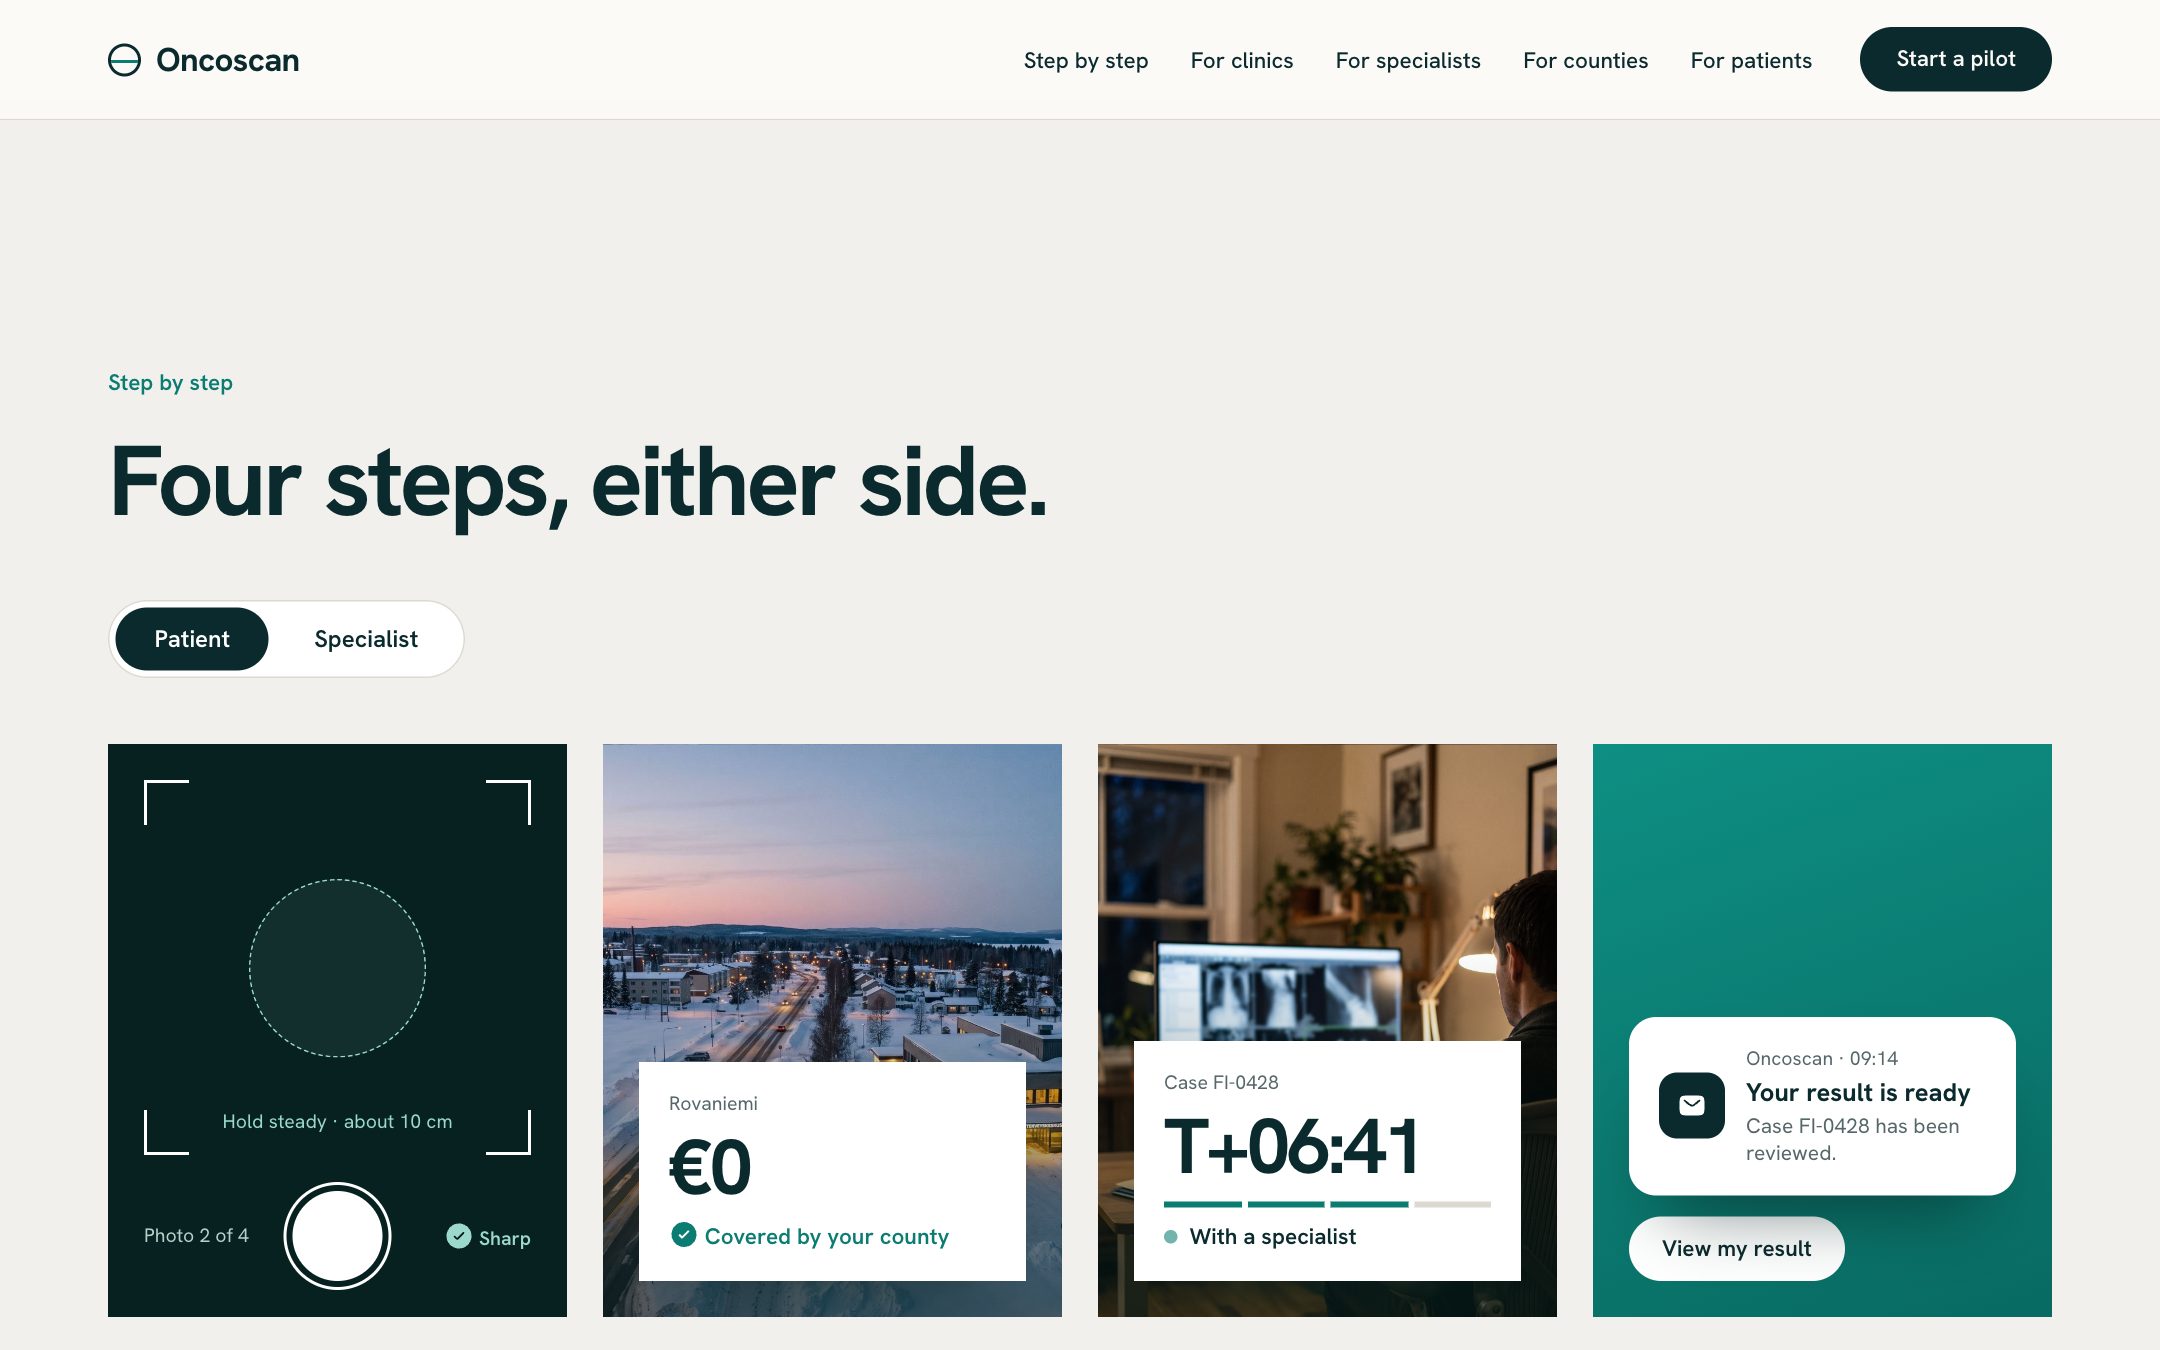 Oncoscan
Step by step
For clinics
For specialists
For counties
For patients
Start a pilot
Step by step
Four steps, either side.
Patient
Specialist
Hold steady · about 10 cm
Photo 2 of 4
Sharp
Rovaniemi
€0
Covered by your county
Case FI-0428
T+06:41
With a specialist
Oncoscan · 09:14
Your result is ready
Case FI-0428 has been
reviewed.
View my result